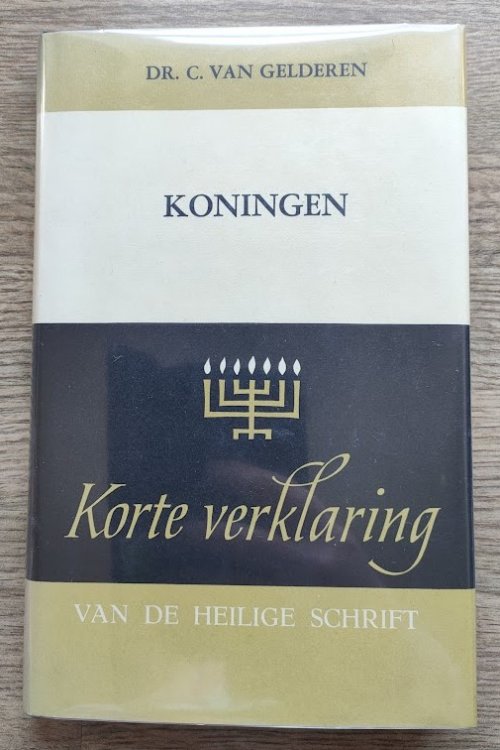 DR. C. VAN GELDEREN
KONINGEN
Korte verklaring
VAN DE HEILIGE SCHRIFT